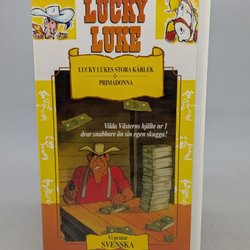 LUCKY
LUKE
LUCKY LUKES STORA KÄRLEK
PRIMADONNA
Vilda Västerns hjälte nr 1
drar snabbare än sin egen skugga!
Vi pratar
SVENSKA